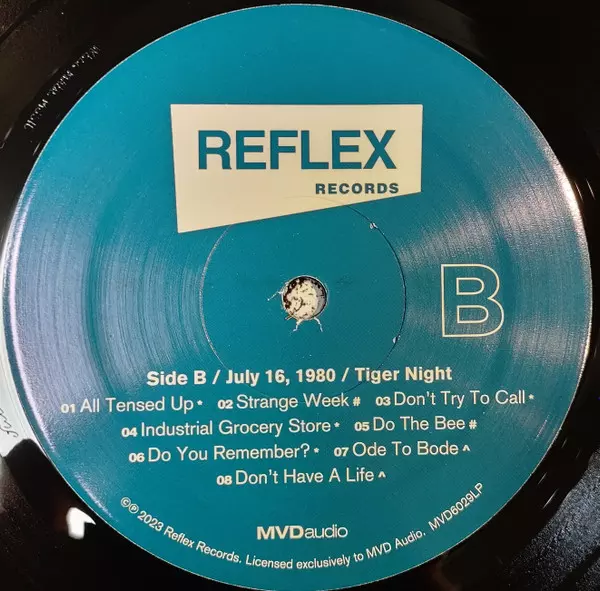 REFLEX
RECORDS
B
Side B / July 16, 1980 / Tiger Night
01 All Tensed Up * 02 Strange Week # 03 Don't Try To Call *
04 Industrial Grocery Store * 05 Do The Bee #
06 Do You Remember? * 07 Ode To Bode ^
08 Don't Have A Life ^
MVDaudio
©℗ 2023 Reflex Records. Licensed exclusively to MVD Audio. MVD6029LP